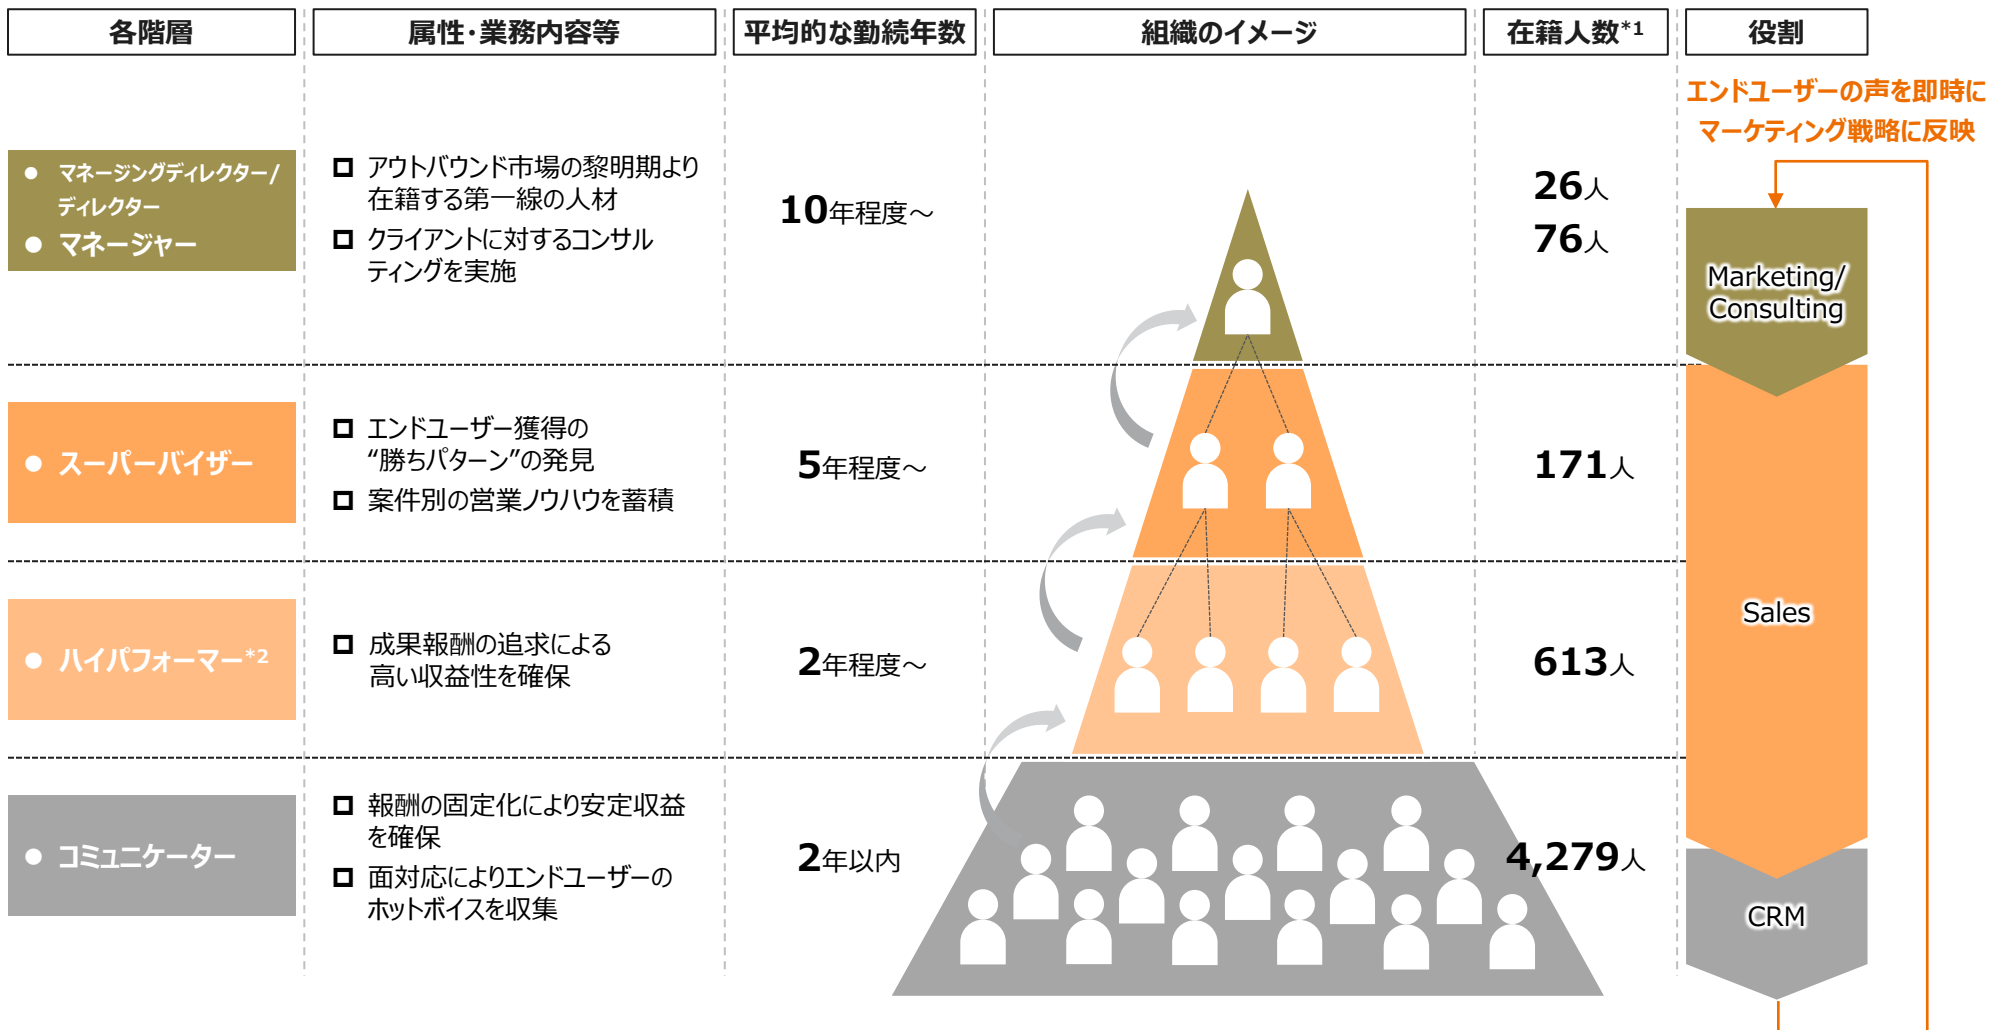 各階層
属性・業務内容等
平均的な勤続年数
組織のイメージ
在籍人数*1
役割
エンドユーザーの声を即時に
マーケティング戦略に反映
● マネージングディレクター/
ディレクター
● マネージャー
アウトバウンド市場の黎明期より
在籍する第一線の人材
クライアントに対するコンサル
ティングを実施
10年程度～
26人
76人
Marketing/
Consulting
● スーパーバイザー
エンドユーザー獲得の
“勝ちパターン”の発見
案件別の営業ノウハウを蓄積
5年程度～
171人
Sales
● ハイパフォーマー*2
成果報酬の追求による
高い収益性を確保
2年程度～
613人
● コミュニケーター
報酬の固定化により安定収益
を確保
面対応によりエンドユーザーの
ホットボイスを収集
2年以内
4,279人
CRM